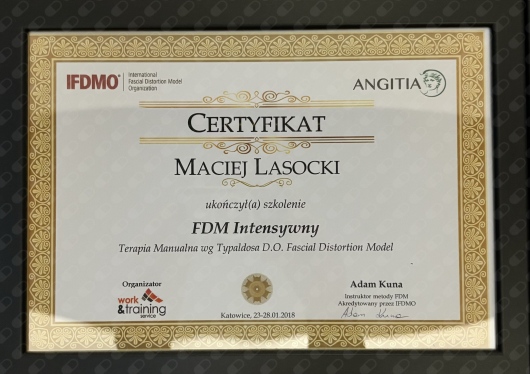 IFDMO
International
Fascial Distortion Model
Organization
ANGITIA
CERTYFIKAT
MACIEJ LASOCKI
ukończył(a) szkolenie
FDM Intensywny
Terapia Manualna wg Typaldosa D.O. Fascial Distortion Model
Organizator
work
&training
service
Katowice, 23-28.01.2018
Adam Kuna
Instruktor metody FDM
Akredytowany przez IFDMO
Adam Kuna